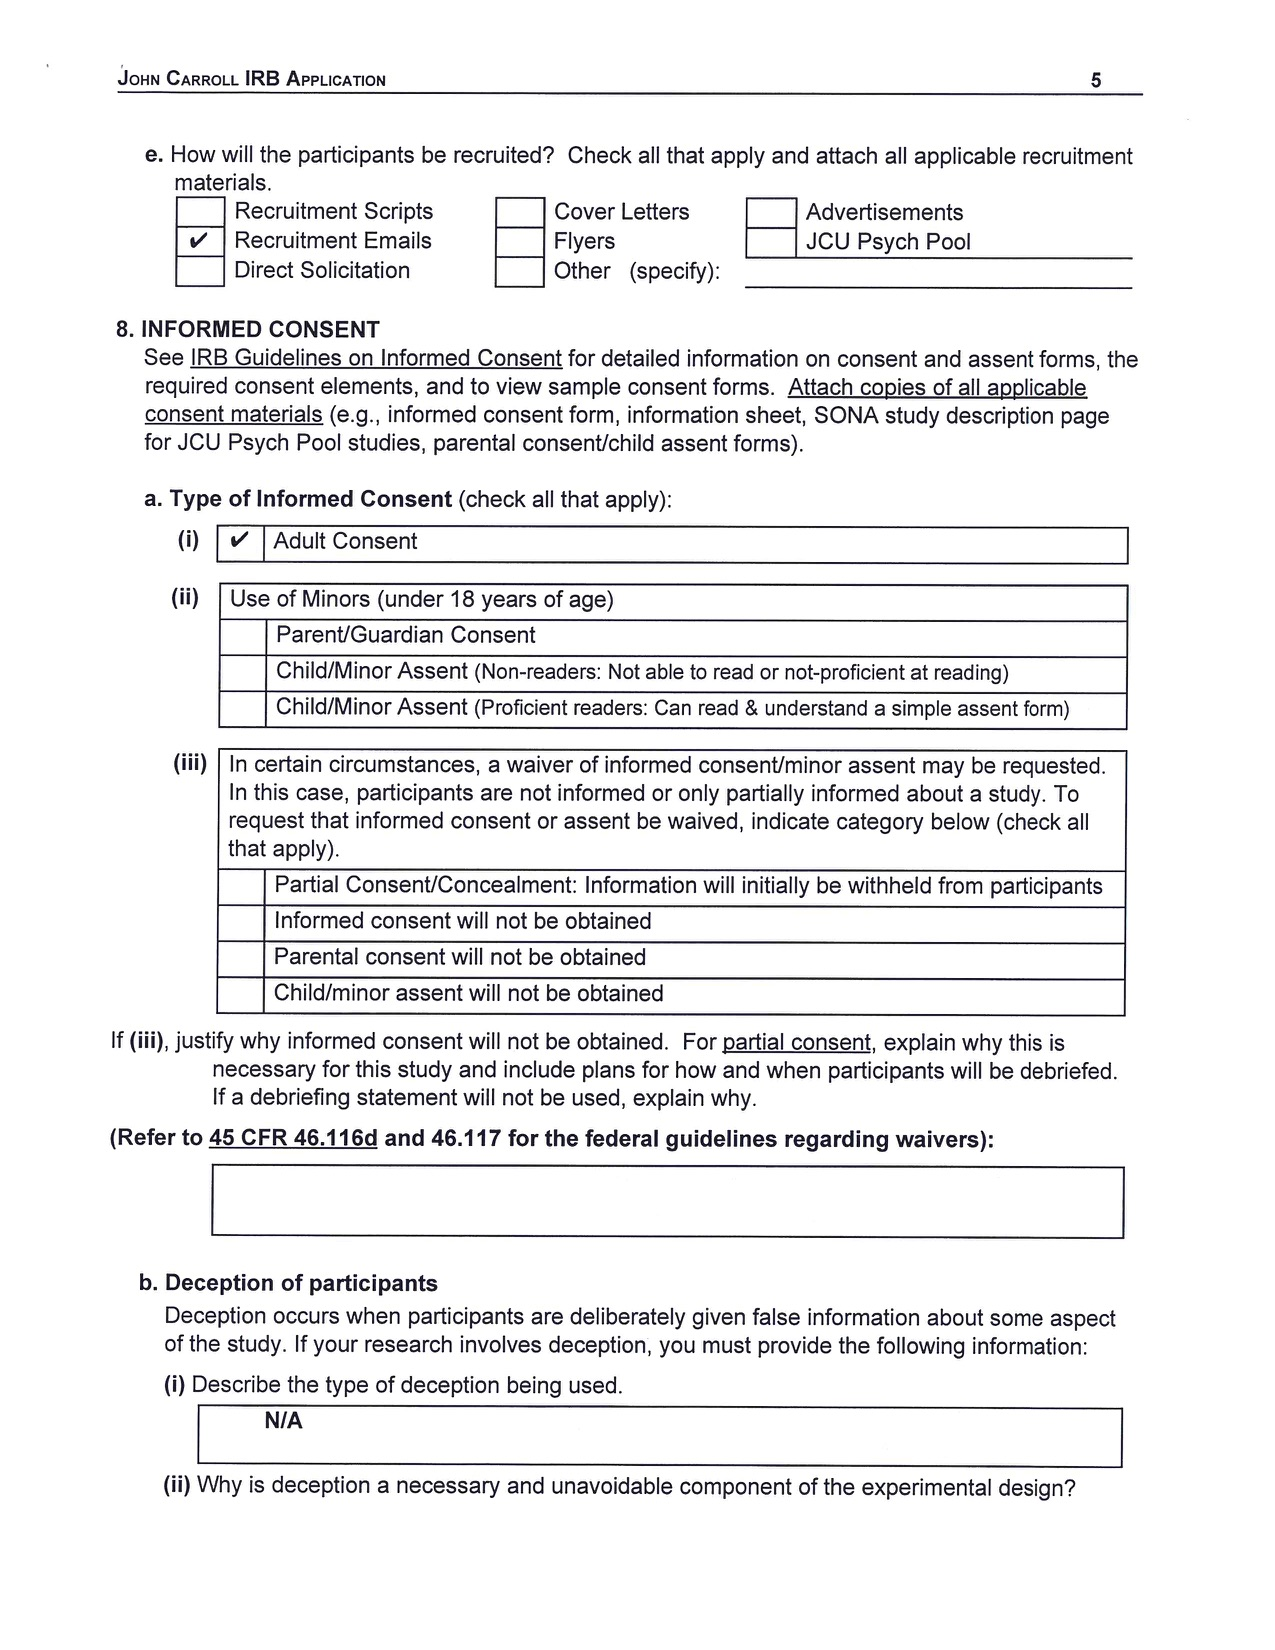 JOHN CARROLL IRB APPLICATION 5
e. How will the participants be recruited? Check all that apply and attach all applicable recruitment
materials.
Recruitment Scripts Cover Letters Advertisements
✔ Recruitment Emails Flyers JCU Psych Pool
Direct Solicitation Other (specify):
8. INFORMED CONSENT
See IRB Guidelines on Informed Consent for detailed information on consent and assent forms, the
required consent elements, and to view sample consent forms. Attach copies of all applicable
consent materials (e.g., informed consent form, information sheet, SONA study description page
for JCU Psych Pool studies, parental consent/child assent forms).
a. Type of Informed Consent (check all that apply):
(i) ✔ Adult Consent
(ii) Use of Minors (under 18 years of age)
Parent/Guardian Consent
Child/Minor Assent (Non-readers: Not able to read or not-proficient at reading)
Child/Minor Assent (Proficient readers: Can read & understand a simple assent form)
(iii) In certain circumstances, a waiver of informed consent/minor assent may be requested.
In this case, participants are not informed or only partially informed about a study. To
request that informed consent or assent be waived, indicate category below (check all
that apply).
Partial Consent/Concealment: Information will initially be withheld from participants
Informed consent will not be obtained
Parental consent will not be obtained
Child/minor assent will not be obtained
If (iii), justify why informed consent will not be obtained. For partial consent, explain why this is
necessary for this study and include plans for how and when participants will be debriefed.
If a debriefing statement will not be used, explain why.
(Refer to 45 CFR 46.116d and 46.117 for the federal guidelines regarding waivers):
b. Deception of participants
Deception occurs when participants are deliberately given false information about some aspect
of the study. If your research involves deception, you must provide the following information:
(i) Describe the type of deception being used.
N/A
(ii) Why is deception a necessary and unavoidable component of the experimental design?